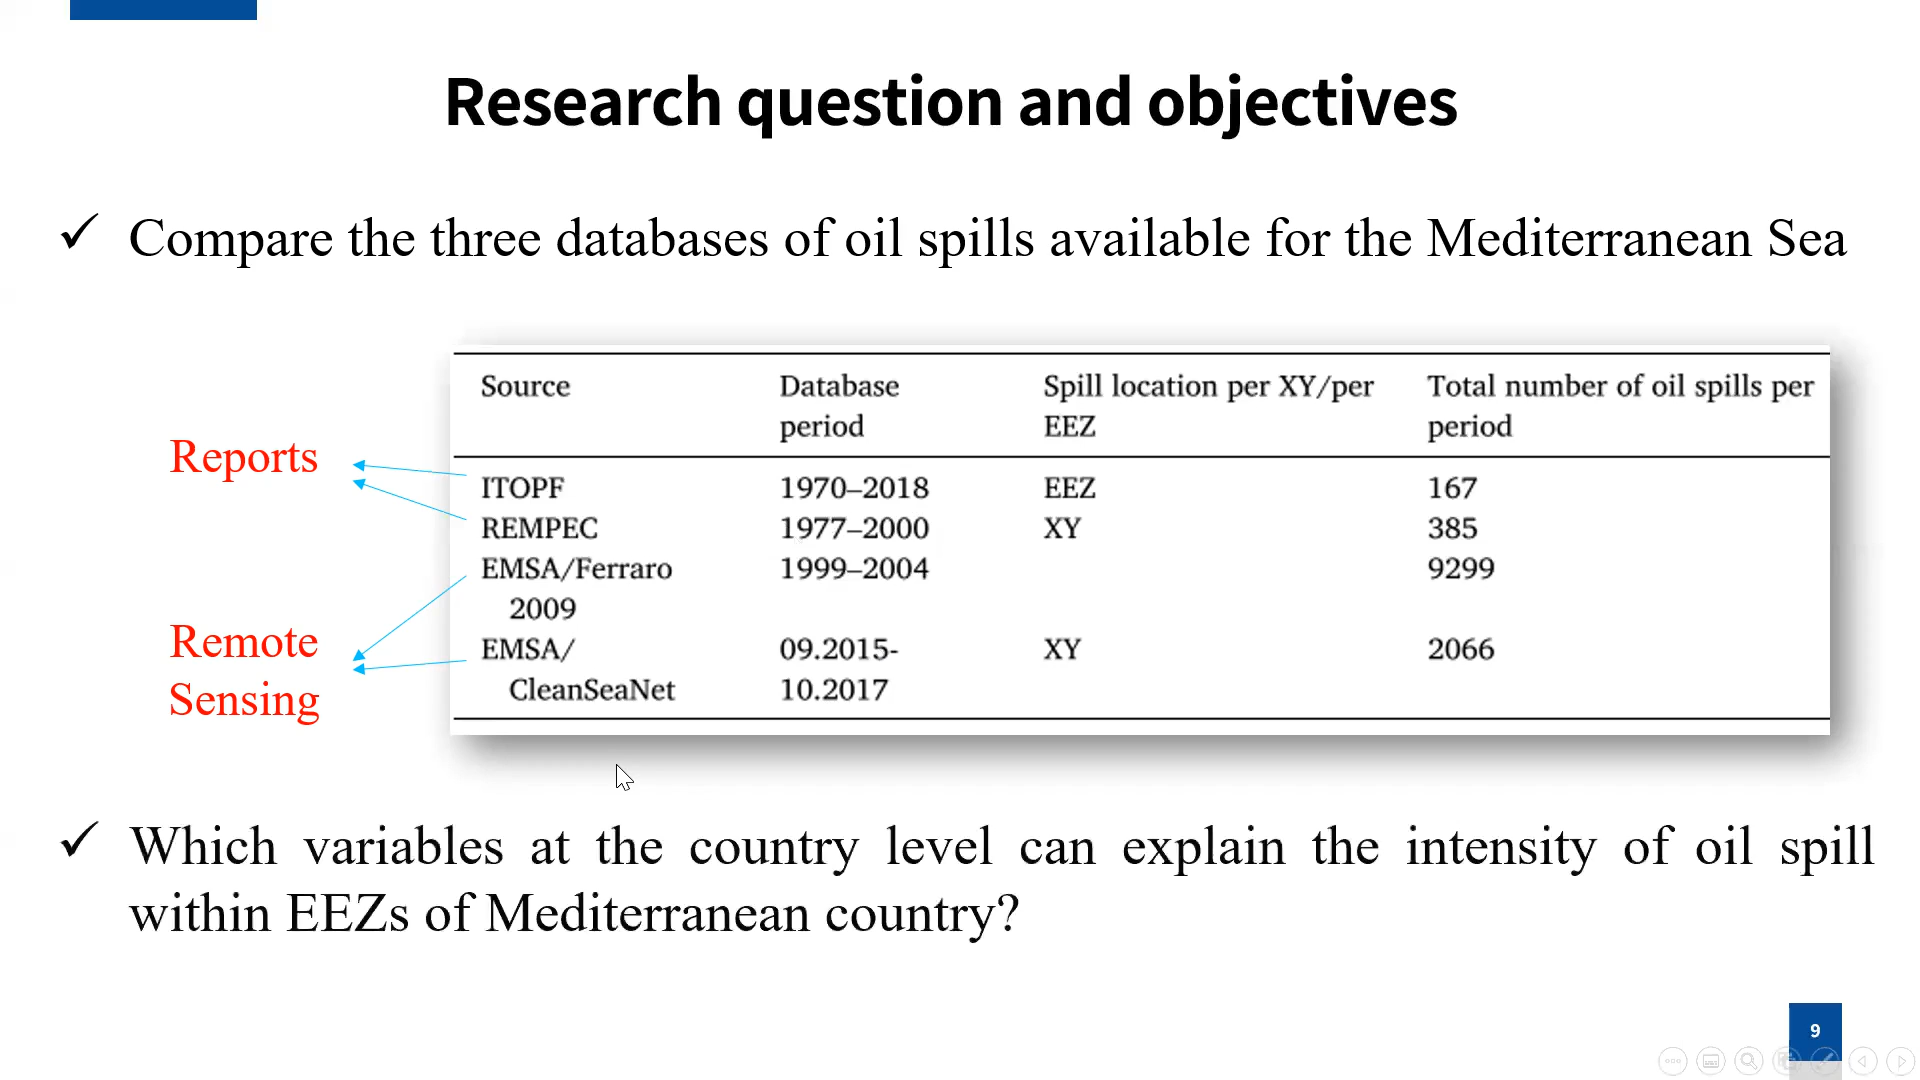 Research question and objectives
✓ Compare the three databases of oil spills available for the Mediterranean Sea
Source Database period Spill location per XY/per EEZ Total number of oil spills per period
Reports
ITOPF 1970–2018 EEZ 167
REMPEC 1977–2000 XY 385
EMSA/Ferraro 2009 1999–2004 9299
Remote
Sensing
EMSA/CleanSeaNet 09.2015-10.2017 XY 2066
✓ Which variables at the country level can explain the intensity of oil spill
within EEZs of Mediterranean country?
9